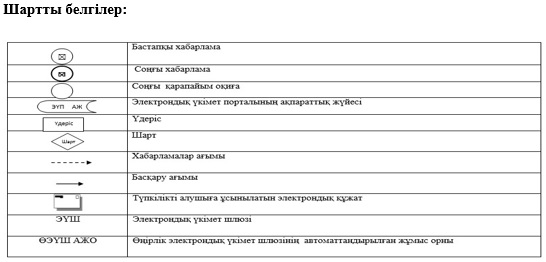 Шартты белгілер:
Бастапқы хабарлама
Соңғы хабарлама
Соңғы қарапайым оқиға
ЭҮП АЖ Электрондық үкімет порталының ақпараттық жүйесі
Үдеріс Үдеріс
Шарт Шарт
Хабарламалар ағымы
Басқару ағымы
Түпкілікті алушыға ұсынылатын электрондық құжат
ЭҮШ Электрондық үкімет шлюзі
ӨЭҮШ АЖО Өңірлік электрондық үкімет шлюзінің автоматтандырылған жұмыс орны